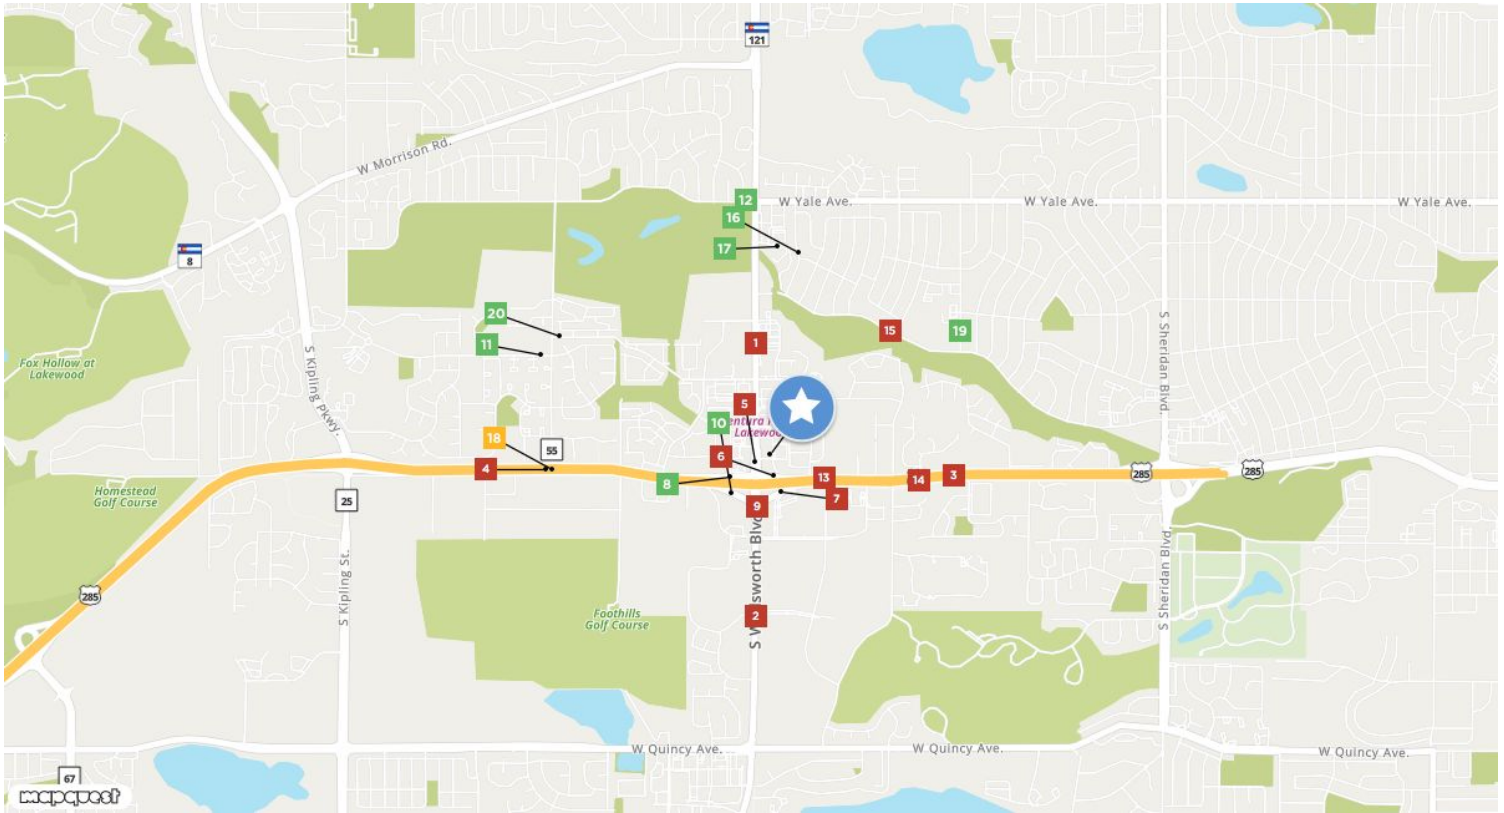 121
W Morrison Rd.
12
W Yale Ave.
W Yale Ave.
W Yale Ave.
16
17
8
20
11
15
19
1
S Kipling Pkwy.
S Sheridan Blvd.
Fox Hollow at
Lakewood
5
10
18
55
6
4
8
13
14
3
285
285
7
9
25
Homestead
Golf Course
285
S Kipling St.
S Sheridan Blvd.
Foothills
Golf Course
2
W Quincy Ave.
W Quincy Ave.
W Quincy Ave.
67
mapquest